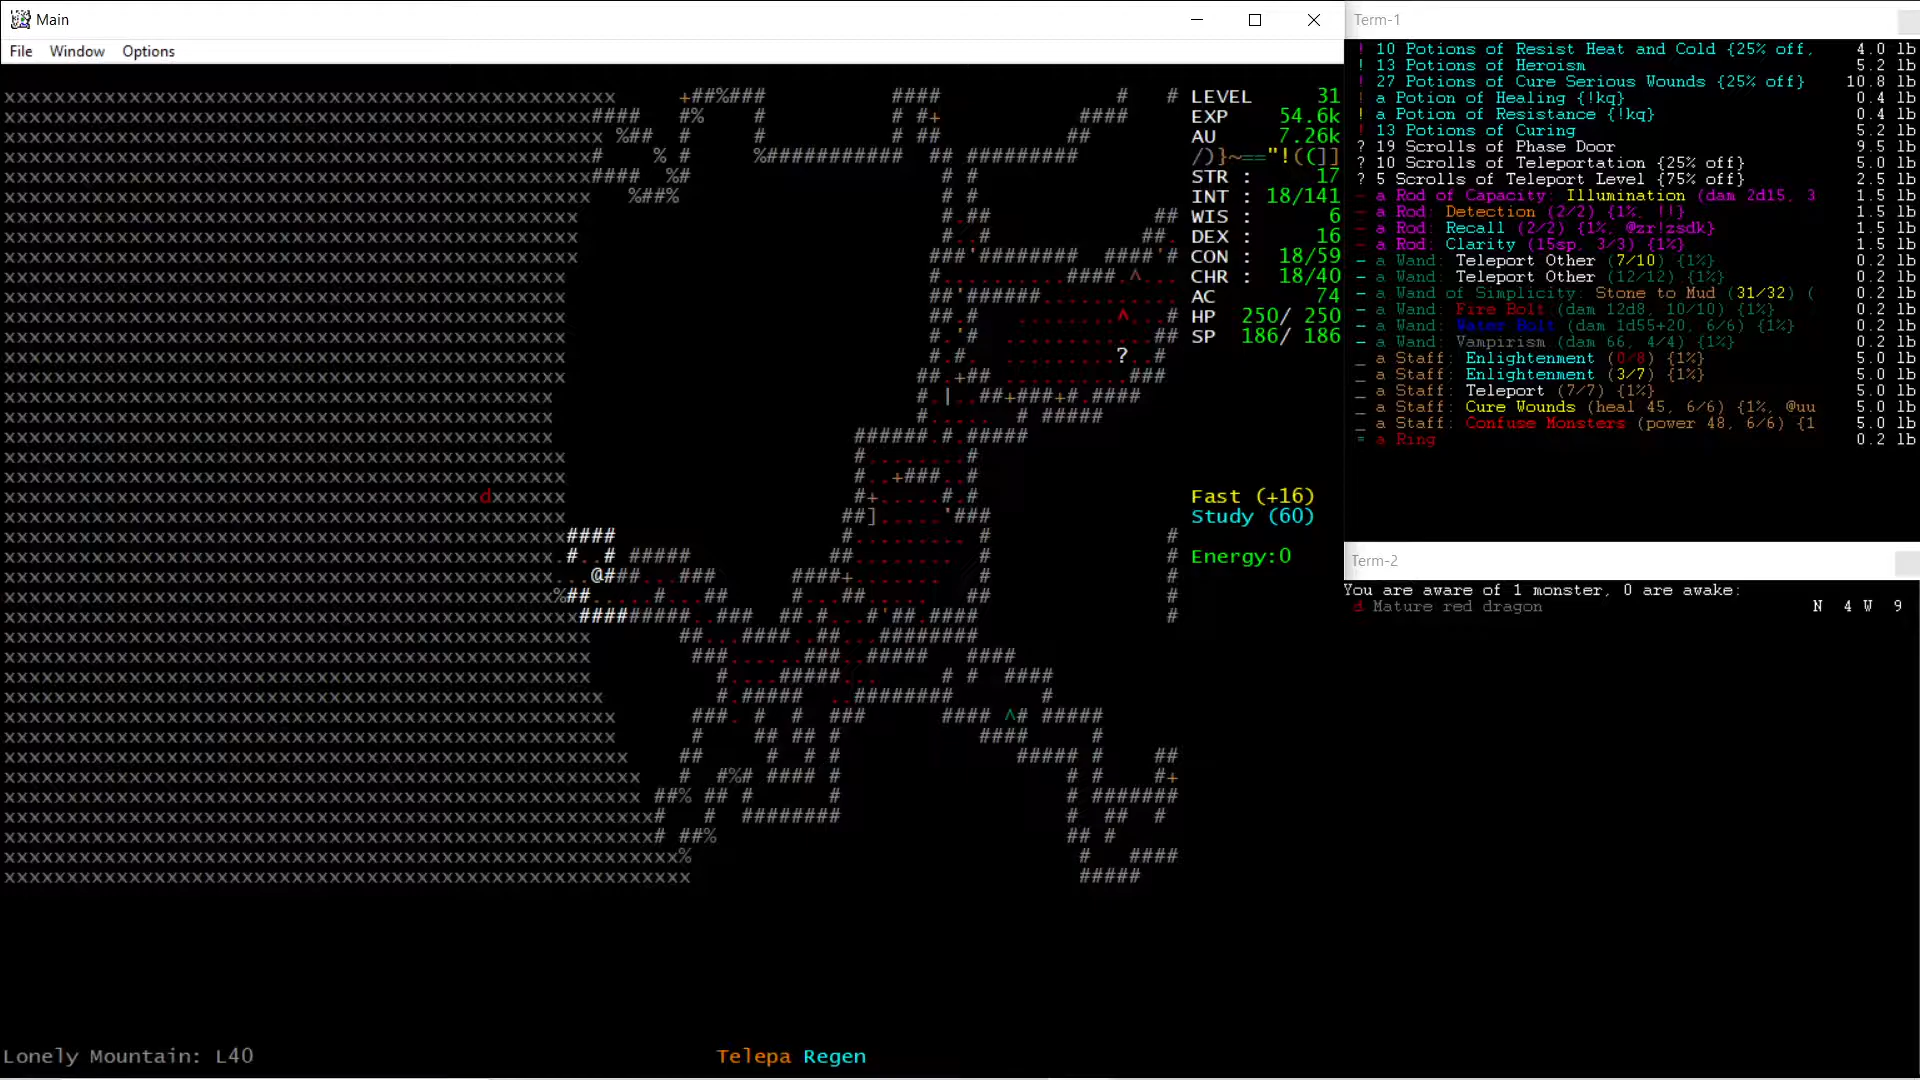 Main
File Window Options
LEVEL 31
EXP 54.6k
AU 7.26k
/)}~=="!((]]
STR : 17
INT : 18/141
WIS : 6
DEX : 16
CON : 18/59
CHR : 18/40
AC 74
HP 250/ 250
SP 186/ 186
Fast (+16)
Study (60)
Energy:0
Lonely Mountain: L40
Telepa Regen
Term-1
! 10 Potions of Resist Heat and Cold {25% off, 4.0 lb
! 13 Potions of Heroism 5.2 lb
! 27 Potions of Cure Serious Wounds {25% off} 10.8 lb
! a Potion of Healing {!kq} 0.4 lb
! a Potion of Resistance {!kq} 0.4 lb
! 13 Potions of Curing 5.2 lb
? 19 Scrolls of Phase Door 9.5 lb
? 10 Scrolls of Teleportation {25% off} 5.0 lb
? 5 Scrolls of Teleport Level {75% off} 2.5 lb
- a Rod of Capacity: Illumination (dam 2d15, 3 1.5 lb
- a Rod: Detection (2/2) {1%, !!} 1.5 lb
- a Rod: Recall (2/2) {1%, @zr!zsdk} 1.5 lb
- a Rod: Clarity (15sp, 3/3) {1%} 1.5 lb
- a Wand: Teleport Other (7/10) {1%} 0.2 lb
- a Wand: Teleport Other (12/12) {1%} 0.2 lb
- a Wand of Simplicity: Stone to Mud (31/32) ( 0.2 lb
- a Wand: Fire Bolt (dam 12d8, 10/10) {1%} 0.2 lb
- a Wand: Water Bolt (dam 1d55+20, 6/6) {1%} 0.2 lb
- a Wand: Vampirism (dam 66, 4/4) {1%} 0.2 lb
_ a Staff: Enlightenment (0/8) {1%} 5.0 lb
_ a Staff: Enlightenment (3/7) {1%} 5.0 lb
_ a Staff: Teleport (7/7) {1%} 5.0 lb
_ a Staff: Cure Wounds (heal 45, 6/6) {1%, @uu 5.0 lb
_ a Staff: Confuse Monsters (power 48, 6/6) {1 5.0 lb
= a Ring 0.2 lb
Term-2
You are aware of 1 monster, 0 are awake:
d Mature red dragon N 4 W 9